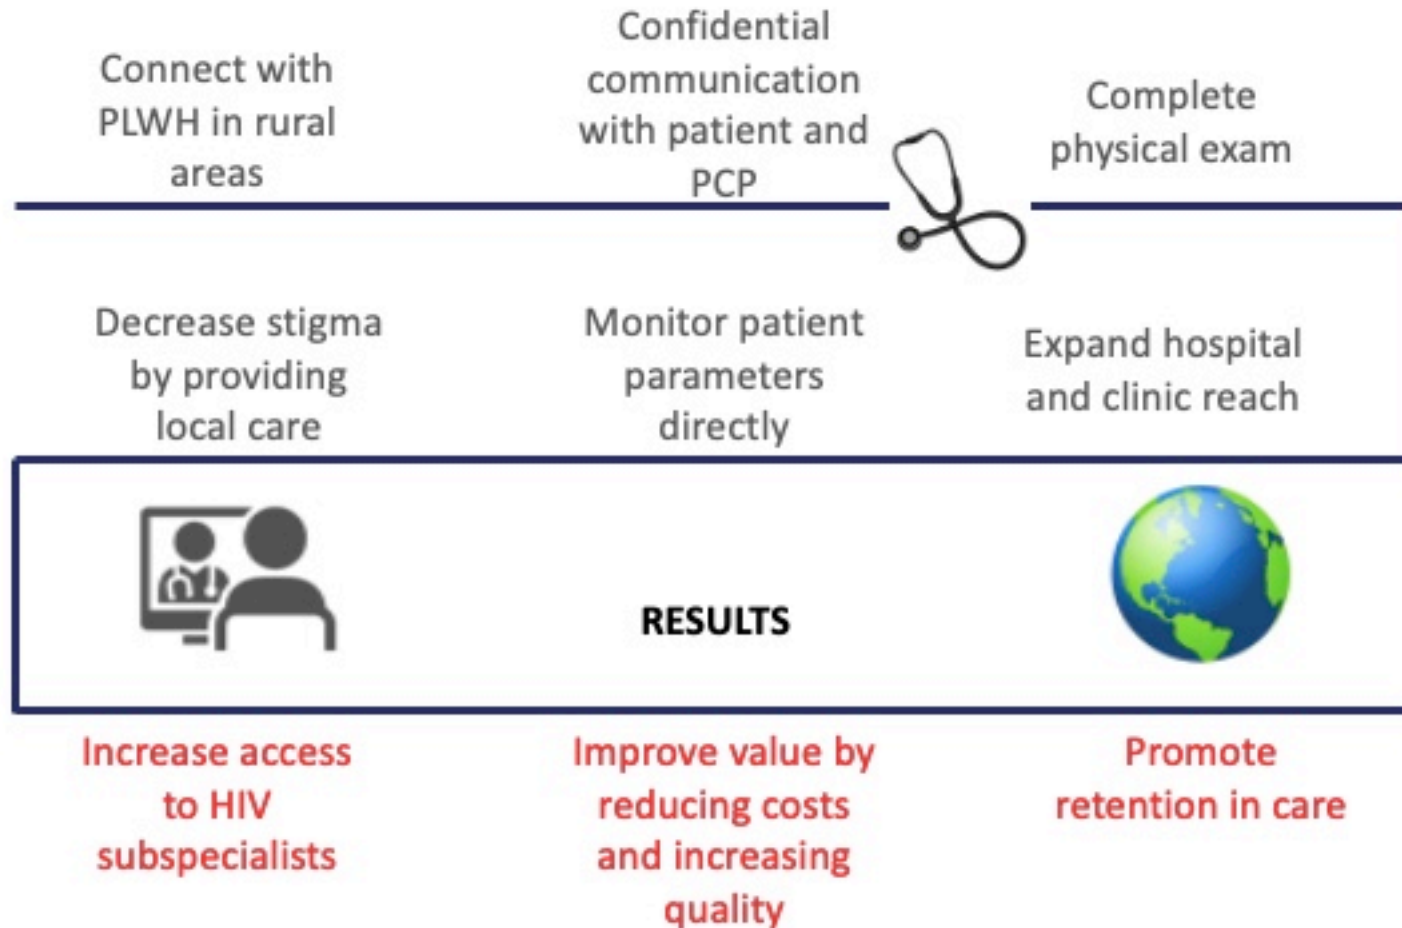 Connect with
PLWH in rural
areas
Confidential
communication
with patient and
PCP
Complete
physical exam
Decrease stigma
by providing
local care
Monitor patient
parameters
directly
Expand hospital
and clinic reach
RESULTS
Increase access
to HIV
subspecialists
Improve value by
reducing costs
and increasing
quality
Promote
retention in care